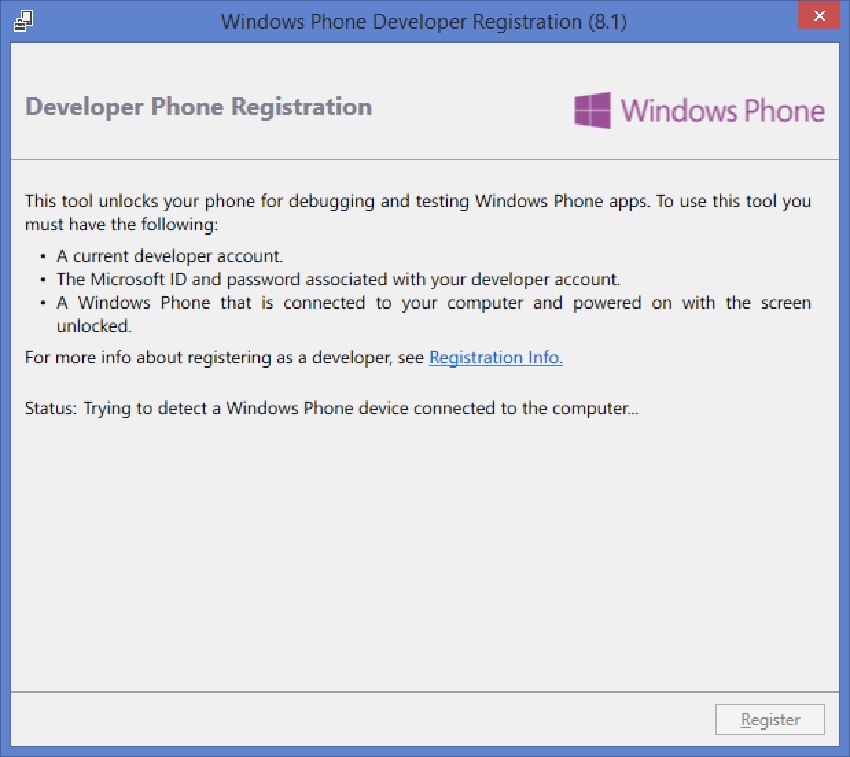 Windows Phone Developer Registration (8.1)
Developer Phone Registration
Windows Phone
This tool unlocks your phone for debugging and testing Windows Phone apps. To use this tool you
must have the following:
• A current developer account.
• The Microsoft ID and password associated with your developer account.
• A Windows Phone that is connected to your computer and powered on with the screen
unlocked.
For more info about registering as a developer, see Registration Info.
Status: Trying to detect a Windows Phone device connected to the computer...
Register